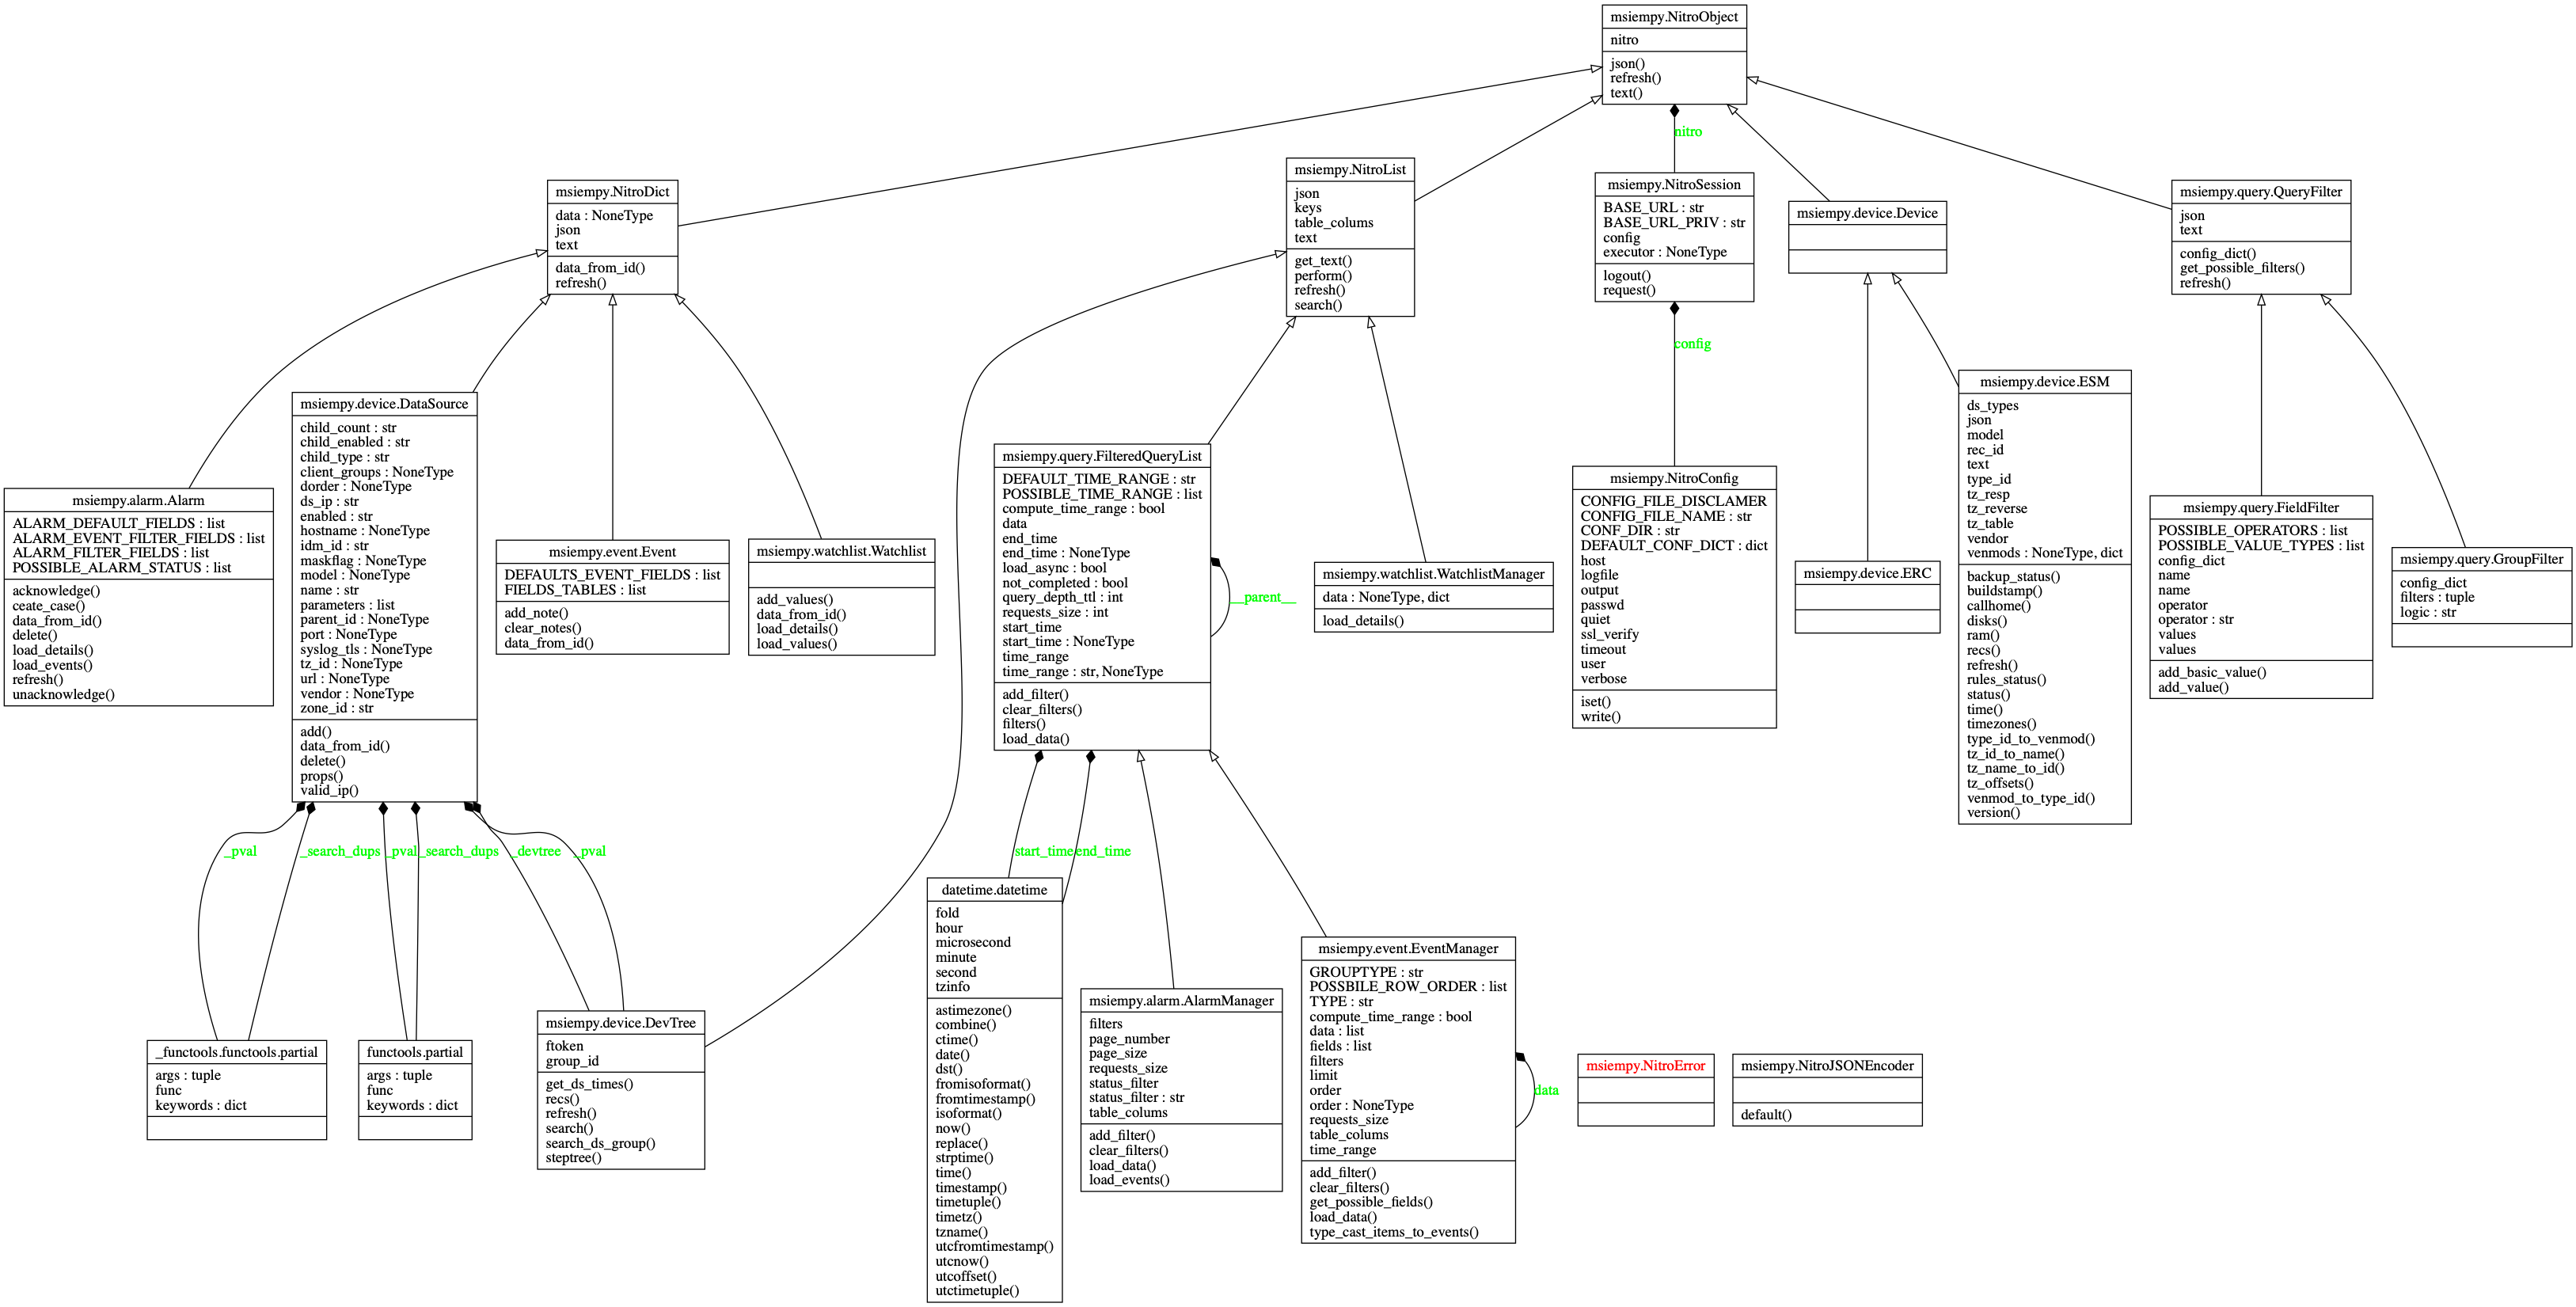 msiempy.NitroObject
nitro
json()
refresh()
text()
nitro
msiempy.NitroDict
data : NoneType
json
text
data_from_id()
refresh()
msiempy.NitroList
json
keys
table_colums
text
get_text()
perform()
refresh()
search()
msiempy.NitroSession
BASE_URL : str
BASE_URL_PRIV : str
config
executor : NoneType
logout()
request()
config
msiempy.device.Device
msiempy.query.QueryFilter
json
text
config_dict()
get_possible_filters()
refresh()
msiempy.alarm.Alarm
ALARM_DEFAULT_FIELDS : list
ALARM_EVENT_FILTER_FIELDS : list
ALARM_FILTER_FIELDS : list
POSSIBLE_ALARM_STATUS : list
acknowledge()
ceate_case()
data_from_id()
delete()
load_details()
load_events()
refresh()
unacknowledge()
msiempy.device.DataSource
child_count : str
child_enabled : str
child_type : str
client_groups : NoneType
dorder : NoneType
ds_ip : str
enabled : str
hostname : NoneType
idm_id : str
maskflag : NoneType
model : NoneType
name : str
parameters : list
parent_id : NoneType
port : NoneType
syslog_tls : NoneType
tz_id : NoneType
url : NoneType
vendor : NoneType
zone_id : str
add()
data_from_id()
delete()
props()
valid_ip()
msiempy.event.Event
DEFAULTS_EVENT_FIELDS : list
FIELDS_TABLES : list
add_note()
clear_notes()
data_from_id()
msiempy.watchlist.Watchlist
add_values()
data_from_id()
load_details()
load_values()
msiempy.query.FilteredQueryList
DEFAULT_TIME_RANGE : str
POSSIBLE_TIME_RANGE : list
compute_time_range : bool
data
end_time
end_time : NoneType
load_async : bool
not_completed : bool
query_depth_ttl : int
requests_size : int
start_time
start_time : NoneType
time_range
time_range : str, NoneType
add_filter()
clear_filters()
filters()
load_data()
__parent__
msiempy.watchlist.WatchlistManager
data : NoneType, dict
load_details()
msiempy.NitroConfig
CONFIG_FILE_DISCLAMER
CONFIG_FILE_NAME : str
CONF_DIR : str
DEFAULT_CONF_DICT : dict
host
logfile
output
passwd
quiet
ssl_verify
timeout
user
verbose
iset()
write()
msiempy.device.ERC
msiempy.device.ESM
ds_types
json
model
rec_id
text
type_id
tz_resp
tz_reverse
tz_table
vendor
venmods : NoneType, dict
backup_status()
buildstamp()
callhome()
disks()
ram()
recs()
refresh()
rules_status()
status()
time()
timezones()
type_id_to_venmod()
tz_id_to_name()
tz_name_to_id()
tz_offsets()
venmod_to_type_id()
version()
msiempy.query.FieldFilter
POSSIBLE_OPERATORS : list
POSSIBLE_VALUE_TYPES : list
config_dict
name
name
operator
operator : str
values
values
add_basic_value()
add_value()
msiempy.query.GroupFilter
config_dict
filters : tuple
logic : str
_pval
_search_dups
_pval
_search_dups
_devtree
_pval
start_time
end_time
_functools.functools.partial
args : tuple
func
keywords : dict
functools.partial
args : tuple
func
keywords : dict
msiempy.device.DevTree
ftoken
group_id
get_ds_times()
recs()
refresh()
search()
search_ds_group()
steptree()
datetime.datetime
fold
hour
microsecond
minute
second
tzinfo
astimezone()
combine()
ctime()
date()
dst()
fromisoformat()
fromtimestamp()
isoformat()
now()
replace()
strptime()
time()
timestamp()
timetuple()
timetz()
tzname()
utcfromtimestamp()
utcnow()
utcoffset()
utctimetuple()
msiempy.alarm.AlarmManager
filters
page_number
page_size
requests_size
status_filter
status_filter : str
table_colums
add_filter()
clear_filters()
load_data()
load_events()
msiempy.event.EventManager
GROUPTYPE : str
POSSBILE_ROW_ORDER : list
TYPE : str
compute_time_range : bool
data : list
fields : list
filters
limit
order
order : NoneType
requests_size
table_colums
time_range
add_filter()
clear_filters()
get_possible_fields()
load_data()
type_cast_items_to_events()
data
msiempy.NitroError
msiempy.NitroJSONEncoder
default()